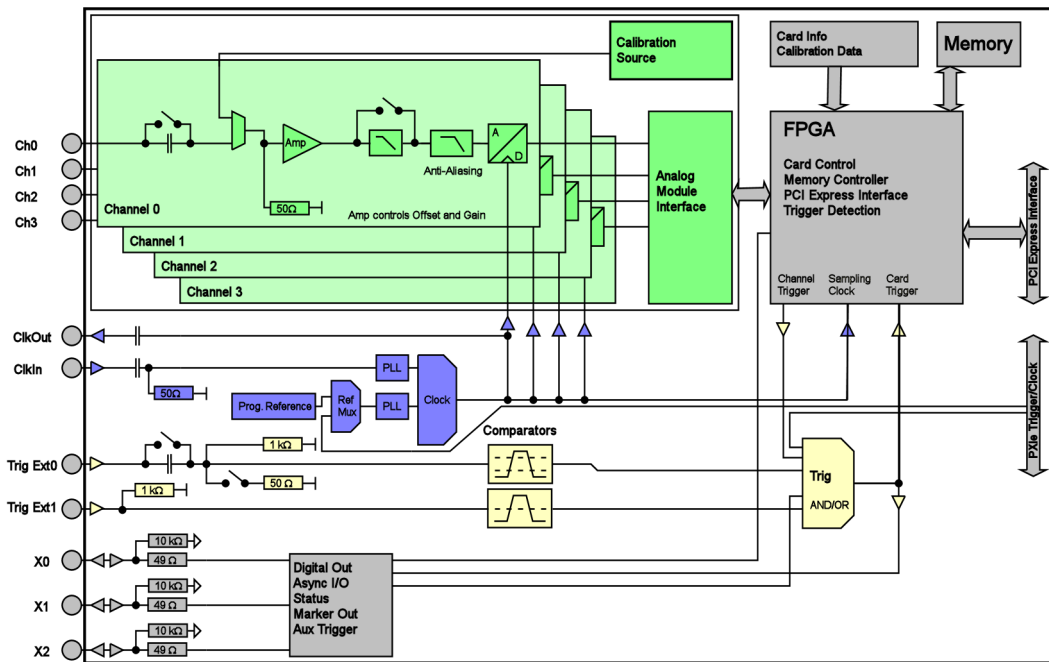 Calibration
Source
Card Info
Calibration Data
Memory
Ch0
Ch1
Ch2
Ch3
Amp
Anti-Aliasing
A
D
50Ω
Amp controls Offset and Gain
Channel 0
Channel 1
Channel 2
Channel 3
Analog
Module
Interface
FPGA
Card Control
Memory Controller
PCI Express Interface
Trigger Detection
Channel
Trigger
Sampling
Clock
Card
Trigger
PCI Express Interface
ClkOut
ClkIn
50Ω
PLL
Prog. Reference
Ref
Mux
PLL
Clock
PXIe Trigger/Clock
Trig Ext0
1 kΩ
50 Ω
Comparators
Trig
AND/OR
Trig Ext1
1 kΩ
X0
10 kΩ
49 Ω
X1
10 kΩ
49 Ω
X2
10 kΩ
49 Ω
Digital Out
Async I/O
Status
Marker Out
Aux Trigger